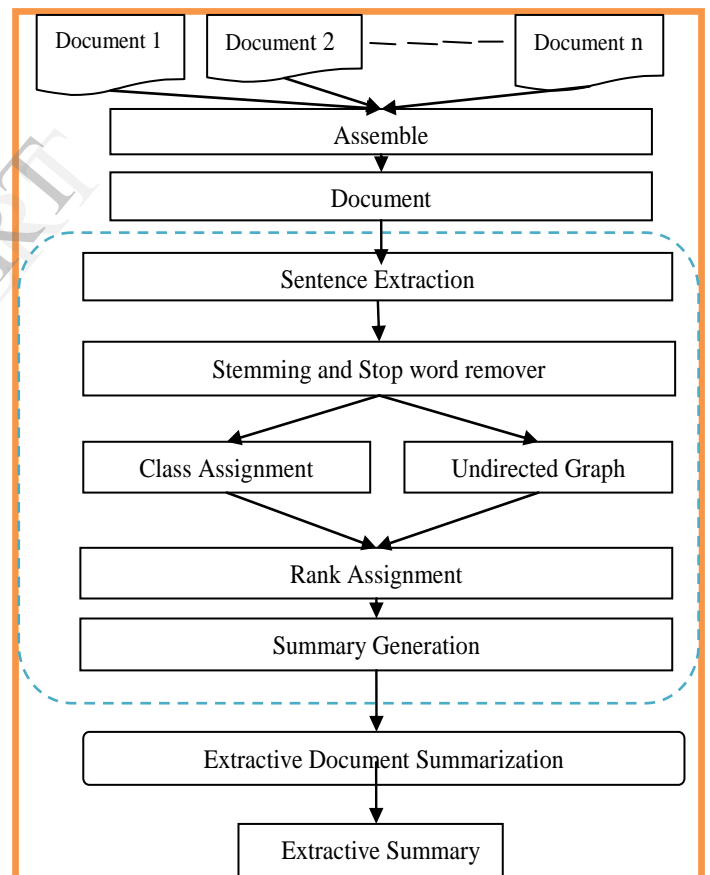 Document 1
Document 2
Document n
Assemble
Document
Sentence Extraction
Stemming and Stop word remover
Class Assignment
Undirected Graph
Rank Assignment
Summary Generation
Extractive Document Summarization
Extractive Summary